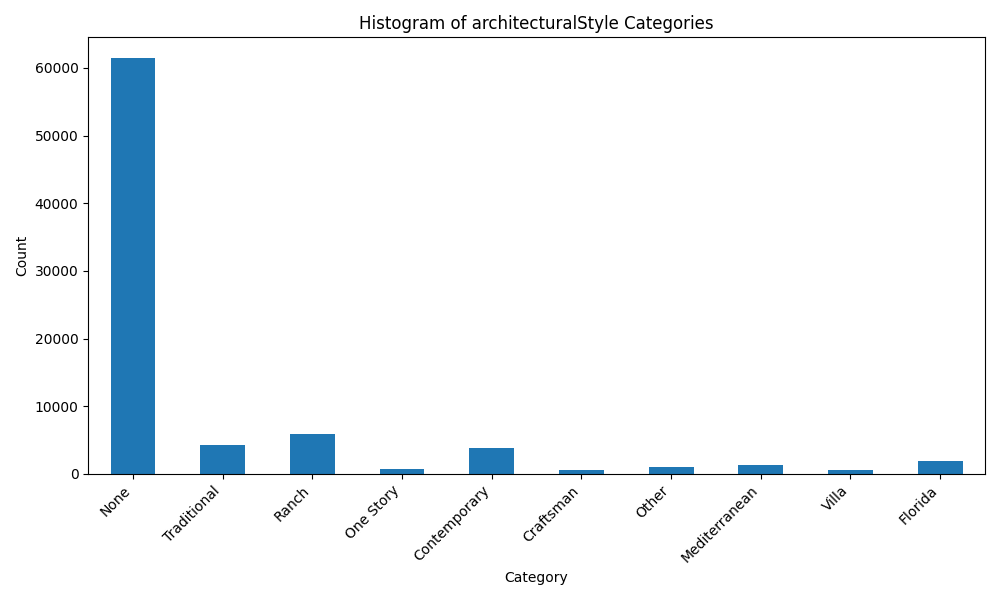 Histogram of architecturalStyle Categories
60000
50000
40000
30000
20000
10000
0
Count
None
Traditional
Ranch
One Story
Contemporary
Craftsman
Other
Mediterranean
Villa
Florida
Category